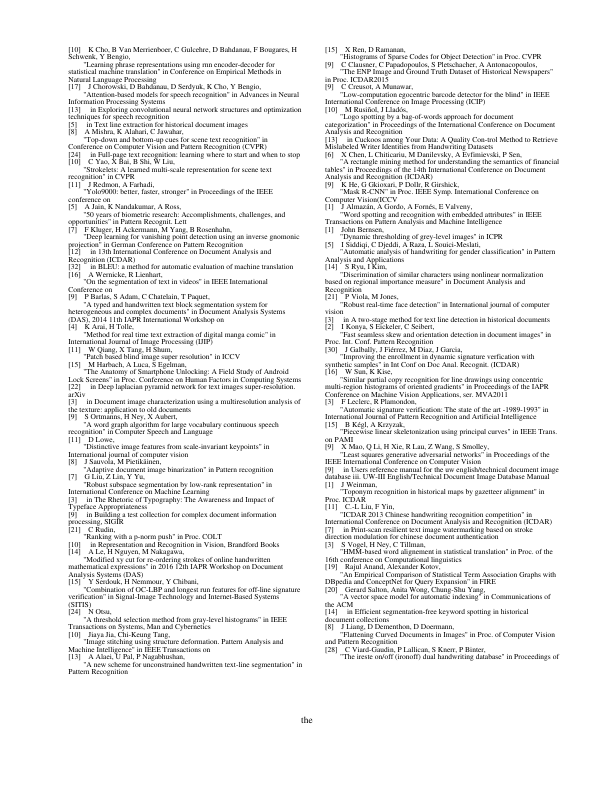 [10] K Cho, B Van Merrienboer, C Gulcehre, D Bahdanau, F Bougares, H
Schwenk, Y Bengio,
"Learning phrase representations using rnn encoder-decoder for
statistical machine translation" in Conference on Empirical Methods in
Natural Language Processing
[17] J Chorowski, D Bahdanau, D Serdyuk, K Cho, Y Bengio,
"Attention-based models for speech recognition" in Advances in Neural
Information Processing Systems
[13] in Exploring convolutional neural network structures and optimization
techniques for speech recognition
[5] in Text line extraction for historical document images
[8] A Mishra, K Alahari, C Jawahar,
"Top-down and bottom-up cues for scene text recognition" in
Conference on Computer Vision and Pattern Recognition (CVPR)
[24] in Full-page text recognition: learning where to start and when to stop
[10] C Yao, X Bai, B Shi, W Liu,
"Strokelets: A learned multi-scale representation for scene text
recognition" in CVPR
[11] J Redmon, A Farhadi,
"Yolo9000: better, faster, stronger" in Proceedings of the IEEE
conference on
[5] A Jain, K Nandakumar, A Ross,
"50 years of biometric research: Accomplishments, challenges, and
opportunities" in Pattern Recognit. Lett
[7] F Kluger, H Ackermann, M Yang, B Rosenhahn,
"Deep learning for vanishing point detection using an inverse gnomonic
projection" in German Conference on Pattern Recognition
[12] in 13th International Conference on Document Analysis and
Recognition (ICDAR)
[32] in BLEU: a method for automatic evaluation of machine translation
[16] A Wernicke, R Lienhart,
"On the segmentation of text in videos" in IEEE International
Conference on
[9] P Barlas, S Adam, C Chatelain, T Paquet,
"A typed and handwritten text block segmentation system for
heterogeneous and complex documents" in Document Analysis Systems
(DAS), 2014 11th IAPR International Workshop on
[4] K Arai, H Tolle,
"Method for real time text extraction of digital manga comic" in
International Journal of Image Processing (IJIP)
[11] W Qiang, X Tang, H Shum,
"Patch based blind image super resolution" in ICCV
[15] M Harbach, A Luca, S Egelman,
"The Anatomy of Smartphone Unlocking: A Field Study of Android
Lock Screens" in Proc. Conference on Human Factors in Computing Systems
[22] in Deep laplacian pyramid network for text images super-resolution.
arXiv
[3] in Document image characterization using a multiresolution analysis of
the texture: application to old documents
[9] S Ortmanns, H Ney, X Aubert,
"A word graph algorithm for large vocabulary continuous speech
recognition" in Computer Speech and Language
[11] D Lowe,
"Distinctive image features from scale-invariant keypoints" in
International journal of computer vision
[8] J Sauvola, M Pietikäinen,
"Adaptive document image binarization" in Pattern recognition
[7] G Liu, Z Lin, Y Yu,
"Robust subspace segmentation by low-rank representation" in
International Conference on Machine Learning
[3] in The Rhetoric of Typography: The Awareness and Impact of
Typeface Appropriateness
[9] in Building a test collection for complex document information
processing, SIGIR
[21] C Rudin,
"Ranking with a p-norm push" in Proc. COLT
[10] in Representation and Recognition in Vision, Brandford Books
[14] A Le, H Nguyen, M Nakagawa,
"Modified xy cut for re-ordering strokes of online handwritten
mathematical expressions" in 2016 12th IAPR Workshop on Document
Analysis Systems (DAS)
[15] Y Serdouk, H Nemmour, Y Chibani,
"Combination of OC-LBP and longest run features for off-line signature
verification" in Signal-Image Technology and Internet-Based Systems
(SITIS)
[24] N Otsu,
"A threshold selection method from gray-level histograms" in IEEE
Transactions on Systems, Man and Cybernetics
[10] Jiaya Jia, Chi-Keung Tang,
"Image stitching using structure deformation. Pattern Analysis and
Machine Intelligence" in IEEE Transactions on
[13] A Alaei, U Pal, P Nagabhushan,
"A new scheme for unconstrained handwritten text-line segmentation" in
Pattern Recognition
[15] X Ren, D Ramanan,
"Histograms of Sparse Codes for Object Detection" in Proc. CVPR
[9] C Clausner, C Papadopoulos, S Pletschacher, A Antonacopoulos,
"The ENP Image and Ground Truth Dataset of Historical Newspapers"
in Proc. ICDAR2015
[9] C Creusot, A Munawar,
"Low-computation egocentric barcode detector for the blind" in IEEE
International Conference on Image Processing (ICIP)
[10] M Rusiñol, J Lladós,
"Logo spotting by a bag-of-words approach for document
categorization" in Proceedings of the International Conference on Document
Analysis and Recognition
[13] in Cuckoos among Your Data: A Quality Con-trol Method to Retrieve
Mislabeled Writer Identities from Handwritten Datasets
[6] X Chen, L Chiticariu, M Danilevsky, A Evfimievski, P Sen,
"A rectangle mining method for understanding the semantics of financial
tables" in Proceedings of the 14th International Conference on Document
Analysis and Recognition (ICDAR)
[9] K He, G Gkioxari, P Dollr, R Girshick,
"Mask R-CNN" in Proc. IEEE Symp. International Conference on
Computer Vision(ICCV
[1] J Almazán, A Gordo, A Fornés, E Valveny,
"Word spotting and recognition with embedded attributes" in IEEE
Transactions on Pattern Analysis and Machine Intelligence
[1] John Bernsen,
"Dynamic thresholding of grey-level images" in ICPR
[5] I Siddiqi, C Djeddi, A Raza, L Souici-Meslati,
"Automatic analysis of handwriting for gender classification" in Pattern
Analysis and Applications
[14] S Ryu, I Kim,
"Discrimination of similar characters using nonlinear normalization
based on regional importance measure" in Document Analysis and
Recognition
[21] P Viola, M Jones,
"Robust real-time face detection" in International journal of computer
vision
[3] in A two-stage method for text line detection in historical documents
[2] I Konya, S Eickeler, C Seibert,
"Fast seamless skew and orientation detection in document images" in
Proc. Int. Conf. Pattern Recognition
[30] J Galbally, J Fiérrez, M Diaz, J Garcia,
"Improving the enrollment in dynamic signature verfication with
synthetic samples" in Int Conf on Doc Anal. Recognit. (ICDAR)
[16] W Sun, K Kise,
"Similar partial copy recognition for line drawings using concentric
multi-region histograms of oriented gradients" in Proceedings of the IAPR
Conference on Machine Vision Applications, ser. MVA2011
[3] F Leclerc, R Plamondon,
"Automatic signature verification: The state of the art -1989-1993" in
International Journal of Pattern Recognition and Artificial Intelligence
[15] B Kégl, A Krzyzak,
"Piecewise linear skeletonization using principal curves" in IEEE Trans.
on PAMI
[9] X Mao, Q Li, H Xie, R Lau, Z Wang, S Smolley,
"Least squares generative adversarial networks" in Proceedings of the
IEEE International Conference on Computer Vision
[9] in Users reference manual for the uw english/technical document image
database iii. UW-III English/Technical Document Image Database Manual
[1] J Weinman,
"Toponym recognition in historical maps by gazetteer alignment" in
Proc. ICDAR
[11] C.-L Liu, F Yin,
"ICDAR 2013 Chinese handwriting recognition competition" in
International Conference on Document Analysis and Recognition (ICDAR)
[7] in Print-scan resilient text image watermarking based on stroke
direction modulation for chinese document authentication
[3] S Vogel, H Ney, C Tillman,
"HMM-based word alignment in statistical translation" in Proc. of the
16th conference on Computational linguistics
[19] Rajul Anand, Alexander Kotov,
"An Empirical Comparison of Statistical Term Association Graphs with
DBpedia and ConceptNet for Query Expansion" in FIRE
[20] Gerard Salton, Anita Wong, Chung-Shu Yang,
"A vector space model for automatic indexing" in Communications of
the ACM
[14] in Efficient segmentation-free keyword spotting in historical
document collections
[8] J Liang, D Dementhon, D Doermann,
"Flattening Curved Documents in Images" in Proc. of Computer Vision
and Pattern Recognition
[28] C Viard-Gaudin, P Lallican, S Knerr, P Binter,
"The ireste on/off (ironoff) dual handwriting database" in Proceedings of
the